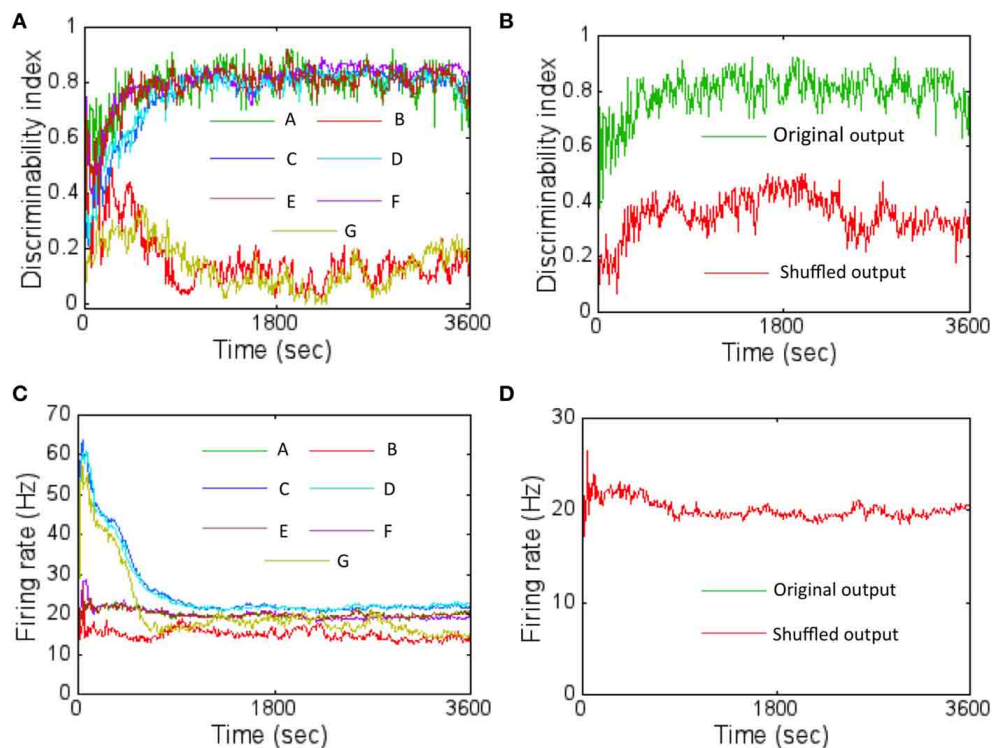 A
Discriminability index
1
0.8
0.6
0.4
0.2
0
A
B
C
D
E
F
G
0
1800
3600
Time (sec)
B
Discriminability index
1
0.8
0.6
0.4
0.2
0
Original output
Shuffled output
0
1800
3600
Time (sec)
C
Firing rate (Hz)
70
60
50
40
30
20
10
0
A
B
C
D
E
F
G
0
1800
3600
Time (sec)
D
Firing rate (Hz)
30
20
10
0
Original output
Shuffled output
0
1800
3600
Time (sec)